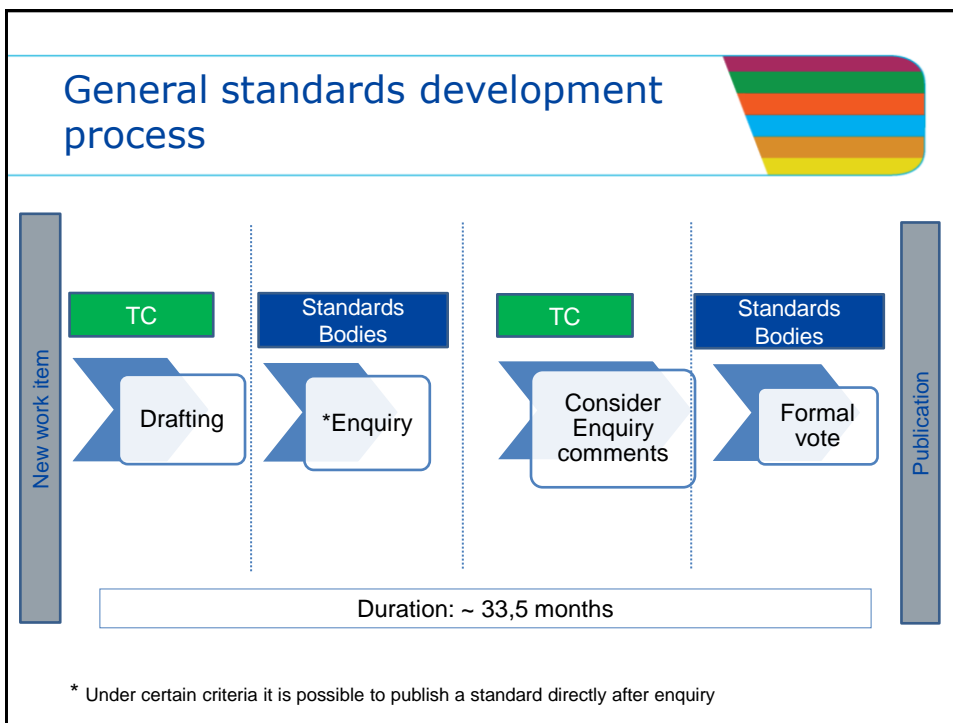 General standards development
process
New work item
TC
Drafting
Standards
Bodies
*Enquiry
TC
Consider
Enquiry
comments
Standards
Bodies
Formal
vote
Publication
Duration: ~ 33,5 months
* Under certain criteria it is possible to publish a standard directly after enquiry